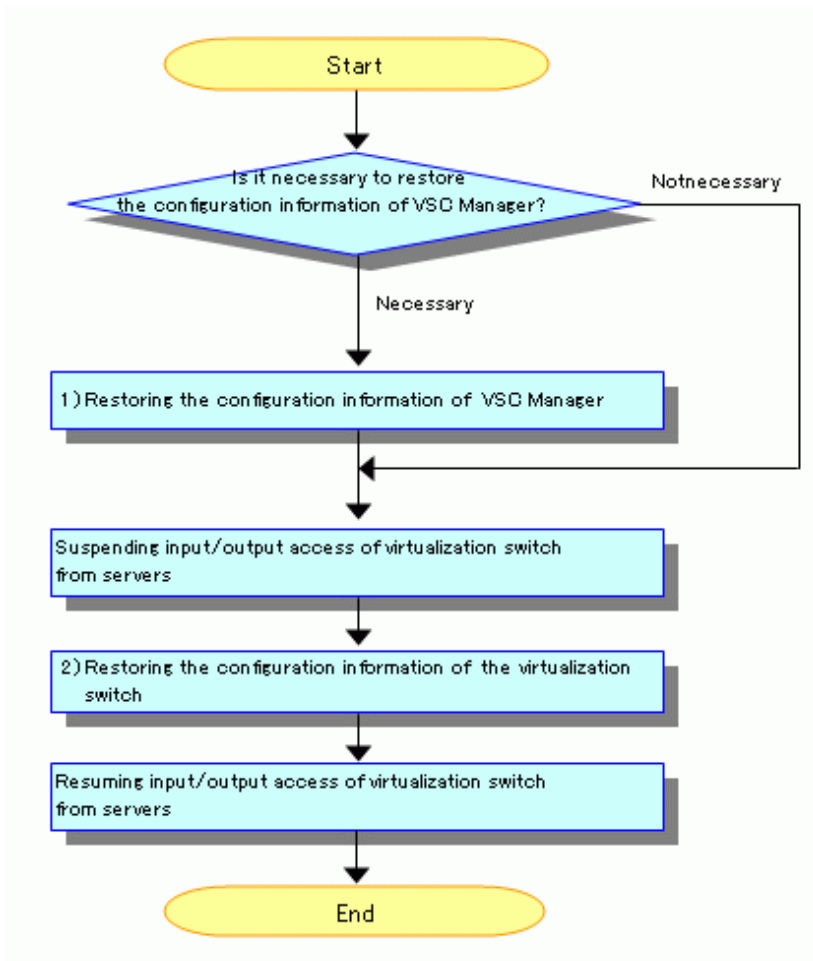 Start
Is it necessary to restore
the configuration information of VSC Manager?
Notnecessary
Necessary
1) Restoring the configuration information of VSC Manager
Suspending input/output access of virtualization switch
from servers
2) Restoring the configuration information of the virtualization
switch
Resuming input/output access of virtualization switch
from servers
End